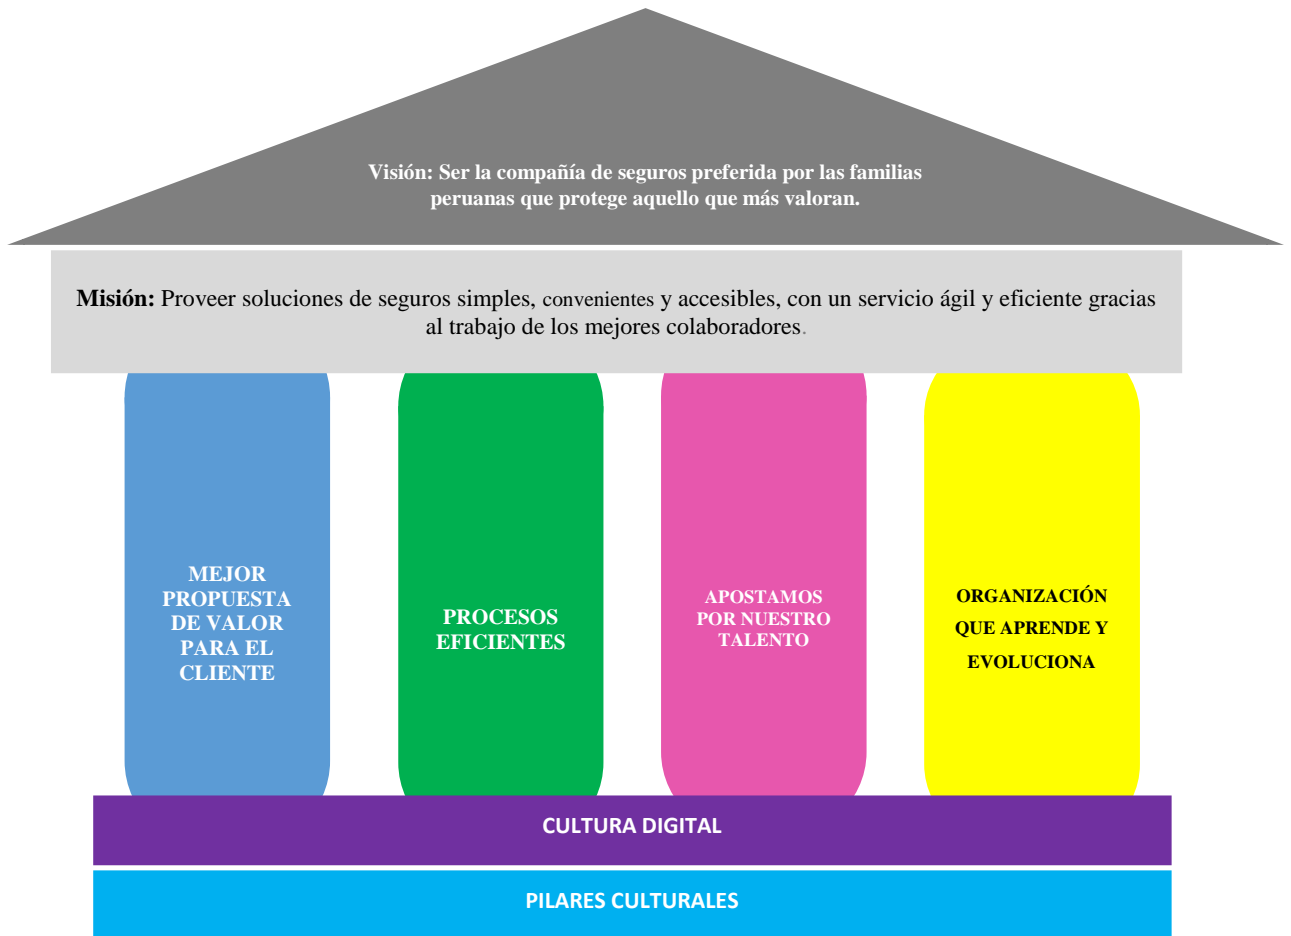 Visión: Ser la compañía de seguros preferida por las familias
peruanas que protege aquello que más valoran.
Misión: Proveer soluciones de seguros simples, convenientes y accesibles, con un servicio ágil y eficiente gracias
al trabajo de los mejores colaboradores.
MEJOR
PROPUESTA
DE VALOR
PARA EL
CLIENTE
PROCESOS
EFICIENTES
APOSTAMOS
POR NUESTRO
TALENTO
ORGANIZACIÓN
QUE APRENDE Y
EVOLUCIONA
CULTURA DIGITAL
PILARES CULTURALES